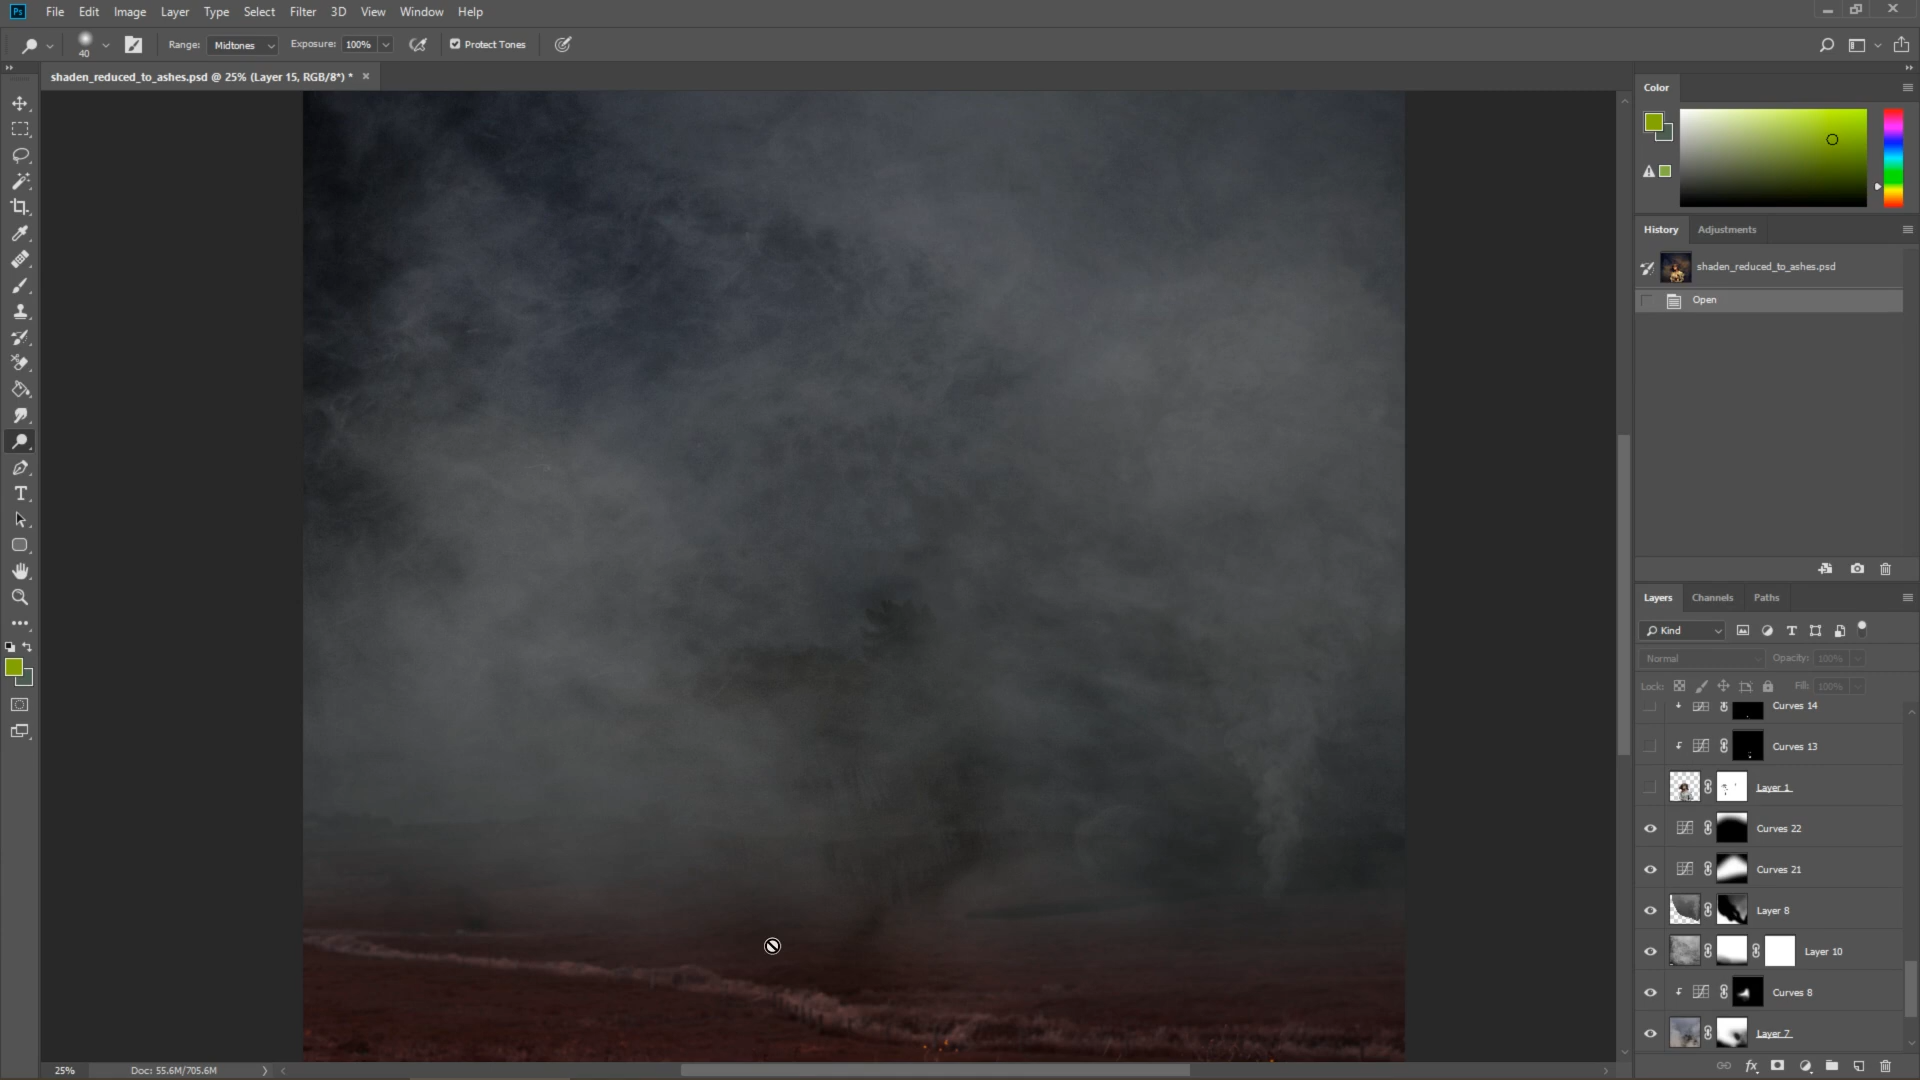 Ps File Edit Image Layer Type Select Filter 3D View Window Help
40 Range: Midtones Exposure: 100% Protect Tones
shaden_reduced_to_ashes.psd @ 25% (Layer 15, RGB/8*) *
Color
History Adjustments
shaden_reduced_to_ashes.psd
Open
Layers Channels Paths
Kind
Normal Opacity: 100%
Lock: Fill: 100%
Curves 14
Curves 13
Layer 1
Curves 22
Curves 21
Layer 8
Layer 10
Curves 8
Layer 7
25% Doc: 55.6M/705.6M